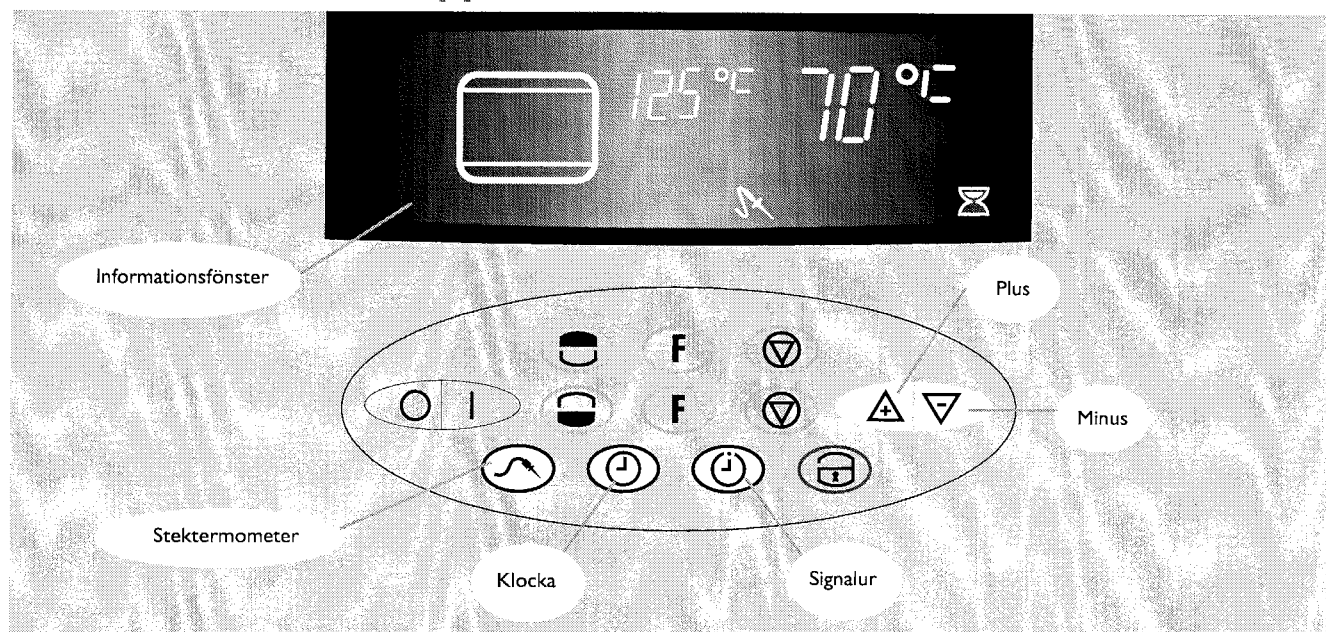 125 °C 70 °C
Informationsfönster
Plus
F
O I F + -
Minus
Stektermometer
Klocka
Signalur